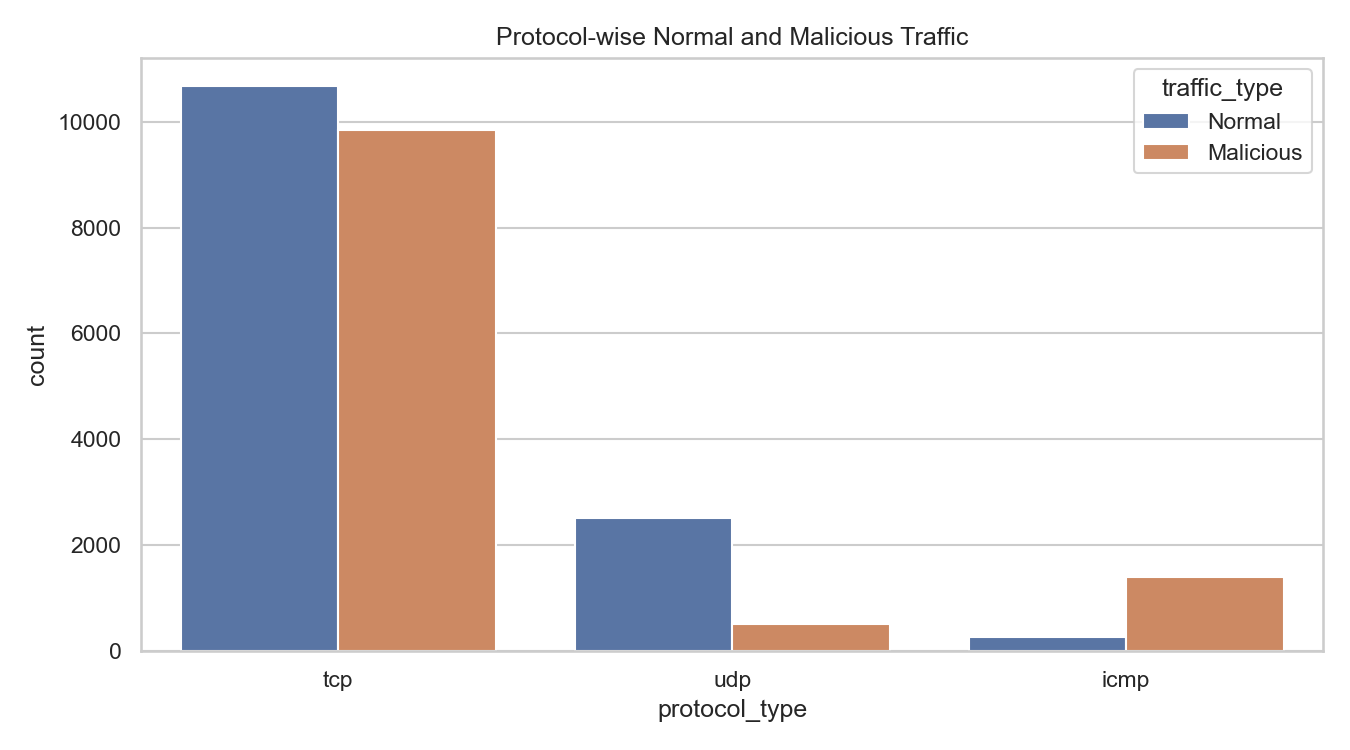 Protocol-wise Normal and Malicious Traffic
traffic_type
Normal
Malicious
10000
8000
6000
4000
2000
0
count
tcp
udp
icmp
protocol_type